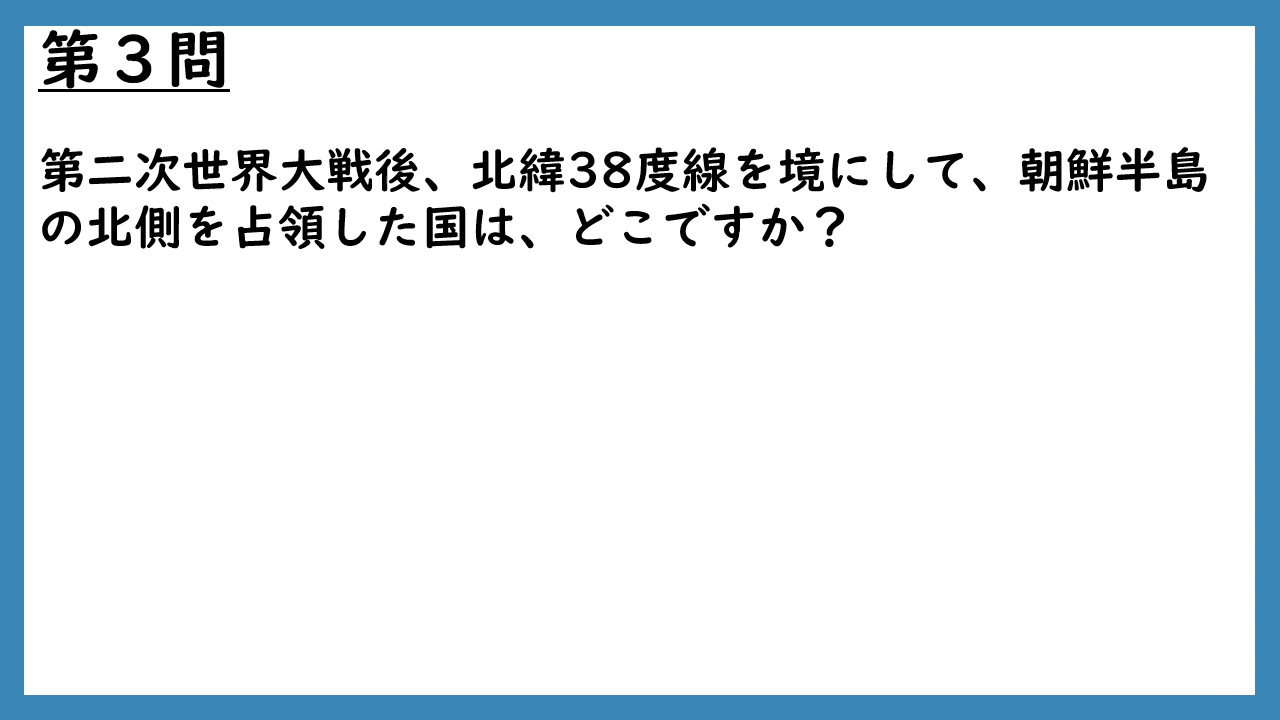 第３問
第二次世界大戦後、北緯38度線を境にして、朝鮮半島
の北側を占領した国は、どこですか？